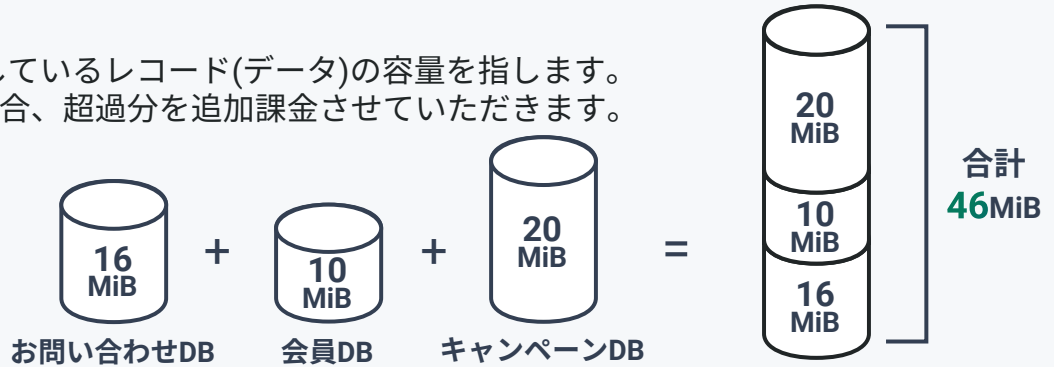 しているレコード(データ)の容量を指します。
合、超過分を追加課金させていただきます。
16
MiB
お問い合わせDB
+
10
MiB
会員DB
+
20
MiB
キャンペーンDB
=
20
MiB
10
MiB
16
MiB
合計
46MiB